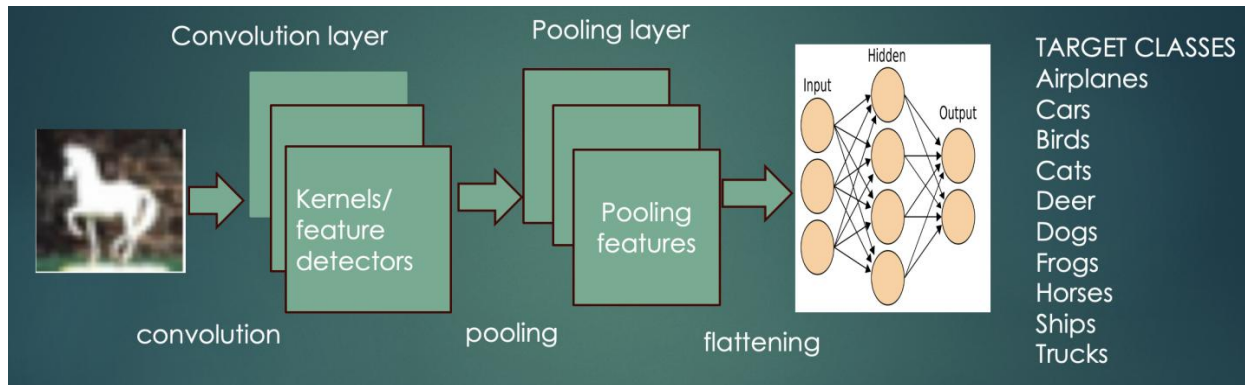 Convolution layer
Pooling layer
Kernels/
feature
detectors
Pooling
features
Input
Hidden
Output
convolution
pooling
flattening
TARGET CLASSES
Airplanes
Cars
Birds
Cats
Deer
Dogs
Frogs
Horses
Ships
Trucks